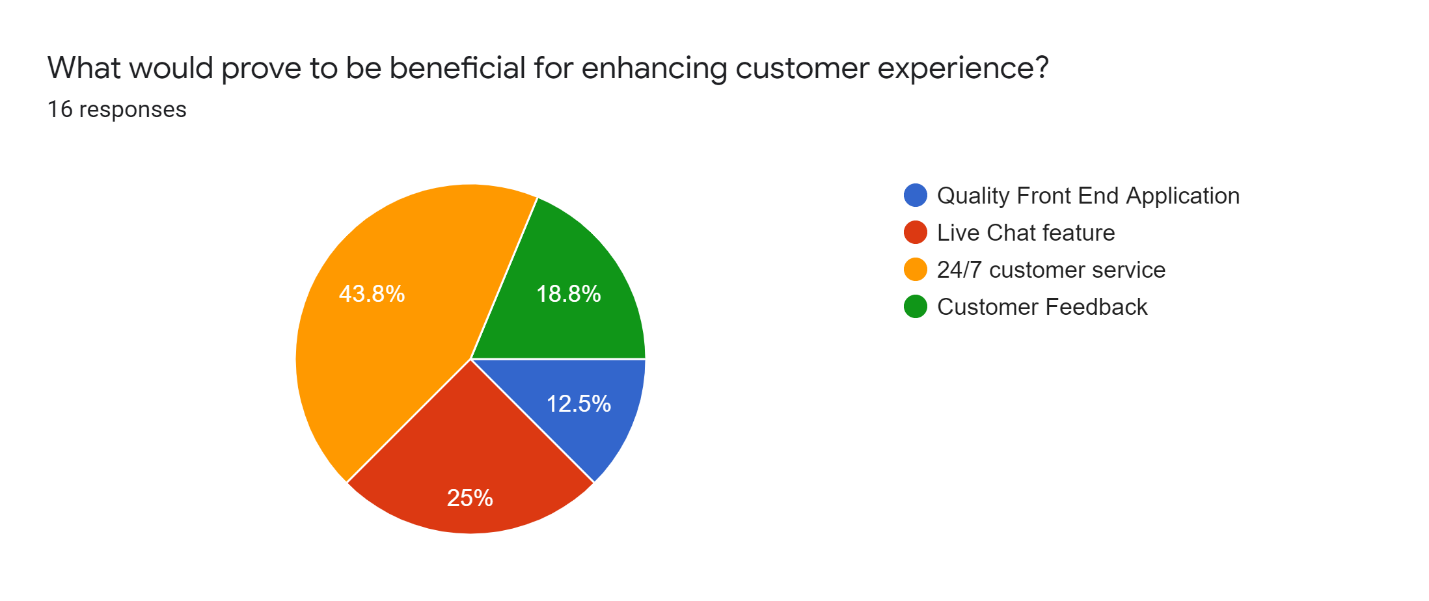 What would prove to be beneficial for enhancing customer experience?
16 responses
43.8%
18.8%
12.5%
25%
Quality Front End Application
Live Chat feature
24/7 customer service
Customer Feedback